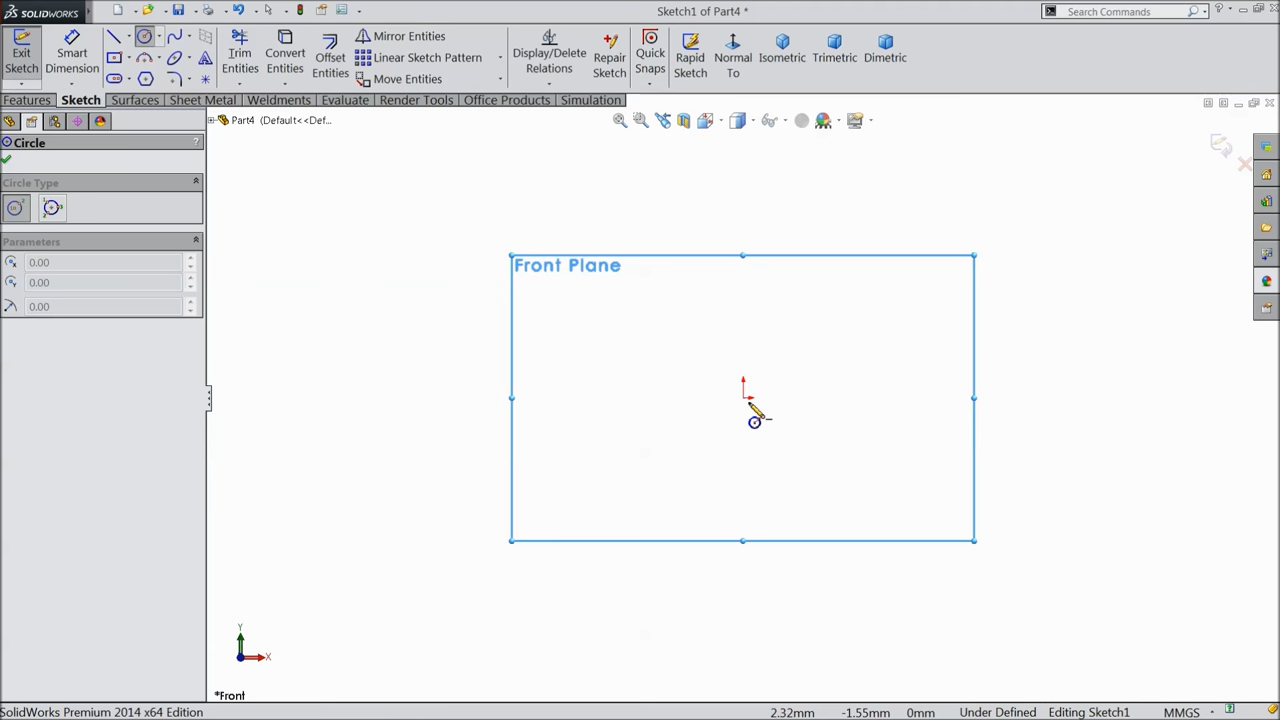 SOLIDWORKS
Sketch1 of Part4 *
Search Commands
Exit Sketch
Smart Dimension
Trim Entities
Convert Entities
Offset Entities
Mirror Entities
Linear Sketch Pattern
Move Entities
Display/Delete Relations
Repair Sketch
Quick Snaps
Rapid Sketch
Normal To
Isometric
Trimetric
Dimetric
Features
Sketch
Surfaces
Sheet Metal
Weldments
Evaluate
Render Tools
Office Products
Simulation
Part4 (Default<<Def...
Circle
?
Circle Type
Parameters
0.00
0.00
0.00
Front Plane
Y
X
*Front
SolidWorks Premium 2014 x64 Edition
2.32mm
-1.55mm
0mm
Under Defined
Editing Sketch1
MMGS